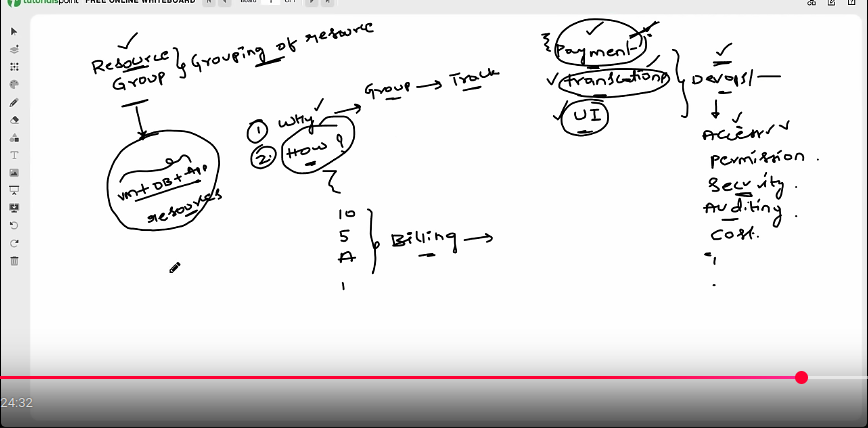 tutorialspoint FREE ONLINE WHITEBOARD
Resource
Group
Grouping of resource
VM + DB + App
resources
1 Why
2. How?
Group → Track
10
5
A
1
Billing →
Payment
transcation
UI
Devops/
Access
permission .
Security .
Auditing .
Cost.
24:32